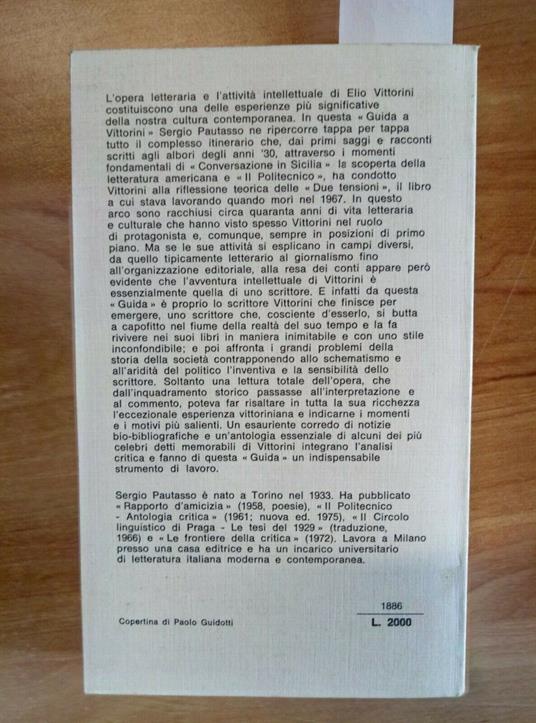 L'opera letteraria e l'attività intellettuale di Elio Vittorini
costituiscono una delle esperienze più significative
della nostra cultura contemporanea. In questa « Guida a
Vittorini » Sergio Pautasso ne ripercorre tappa per tappa
tutto il complesso itinerario che, dai primi saggi e racconti
scritti agli albori degli anni '30, attraverso i momenti
fondamentali di « Conversazione in Sicilia » la scoperta della
letteratura americana e « Il Politecnico », ha condotto
Vittorini alla riflessione teorica delle « Due tensioni », il libro
a cui stava lavorando quando morì nel 1967. In questo
arco sono racchiusi circa quaranta anni di vita letteraria
e culturale che hanno visto spesso Vittorini nel ruolo
di protagonista e, comunque, sempre in posizioni di primo
piano. Ma se le sue attività si esplicano in campi diversi,
da quello tipicamente letterario al giornalismo fino
all'organizzazione editoriale, alla resa dei conti appare però
evidente che l'avventura intellettuale di Vittorini è
essenzialmente quella di uno scrittore. E infatti da questa
« Guida » è proprio lo scrittore Vittorini che finisce per
emergere, uno scrittore che, cosciente d'esserlo, si butta
a capofitto nel fiume della realtà del suo tempo e la fa
rivivere nei suoi libri in maniera inimitabile e con uno stile
inconfondibile; e poi affronta i grandi problemi della
storia della società contrapponendo allo schematismo e
all'aridità del politico l'inventiva e la sensibilità dello
scrittore. Soltanto una lettura totale dell'opera, che
dall'inquadramento storico passasse all'interpretazione e
al commento, poteva far risaltare in tutta la sua ricchezza
l'eccezionale esperienza vittoriniana e indicarne i momenti
e i motivi più salienti. Un esauriente corredo di notizie
bio-bibliografiche e un'antologia essenziale di alcuni dei più
celebri detti memorabili di Vittorini integrano l'analisi
critica e fanno di questa « Guida » un indispensabile
strumento di lavoro.
Sergio Pautasso è nato a Torino nel 1933. Ha pubblicato
« Rapporto d'amicizia » (1958, poesie), « Il Politecnico
- Antologia critica » (1961; nuova ed. 1975), « Il Circolo
linguistico di Praga - Le tesi del 1929 » (traduzione,
1966) e « Le frontiere della critica » (1972). Lavora a Milano
presso una casa editrice e ha un incarico universitario
di letteratura italiana moderna e contemporanea.
1886
Copertina di Paolo Guidotti
L. 2000